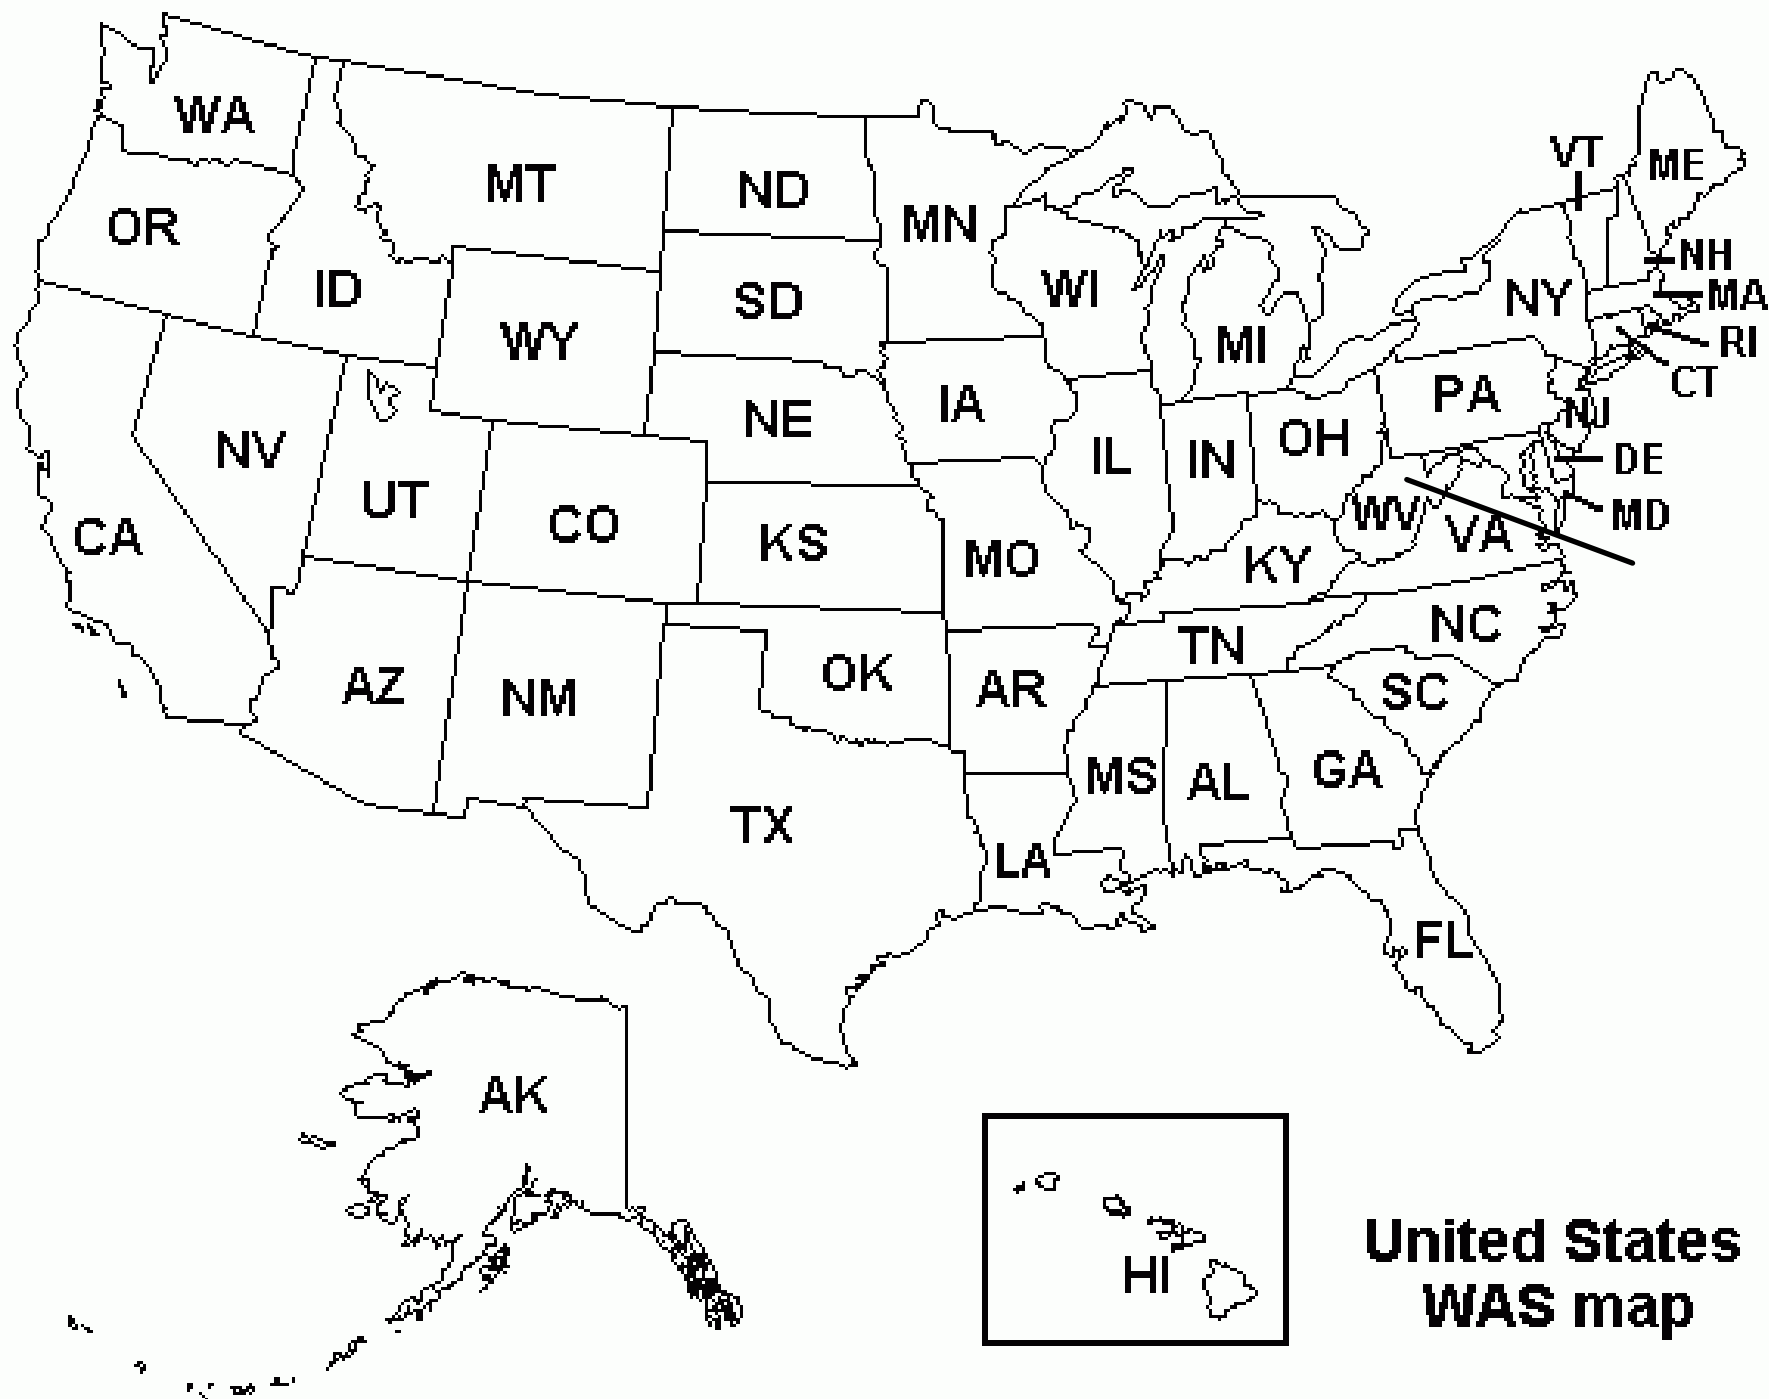 WA
MT
ND
MN
VT
ME
OR
ID
WY
SD
WI
MI
NY
NH
MA
RI
CT
NV
UT
CO
NE
IA
IL
IN
OH
PA
NJ
DE
MD
CA
KS
MO
KY
WV
VA
AZ
NM
OK
AR
TN
NC
SC
TX
LA
MS
AL
GA
FL
AK
HI
United States
WAS map